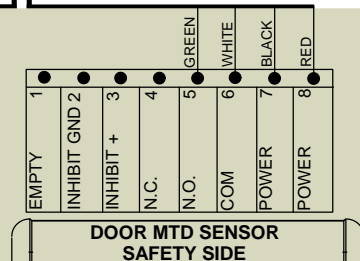 GREEN
WHITE
BLACK
RED
1 EMPTY
2 INHIBIT GND
3 INHIBIT +
4 N.C.
5 N.O.
6 COM
7 POWER
8 POWER
DOOR MTD SENSOR
SAFETY SIDE